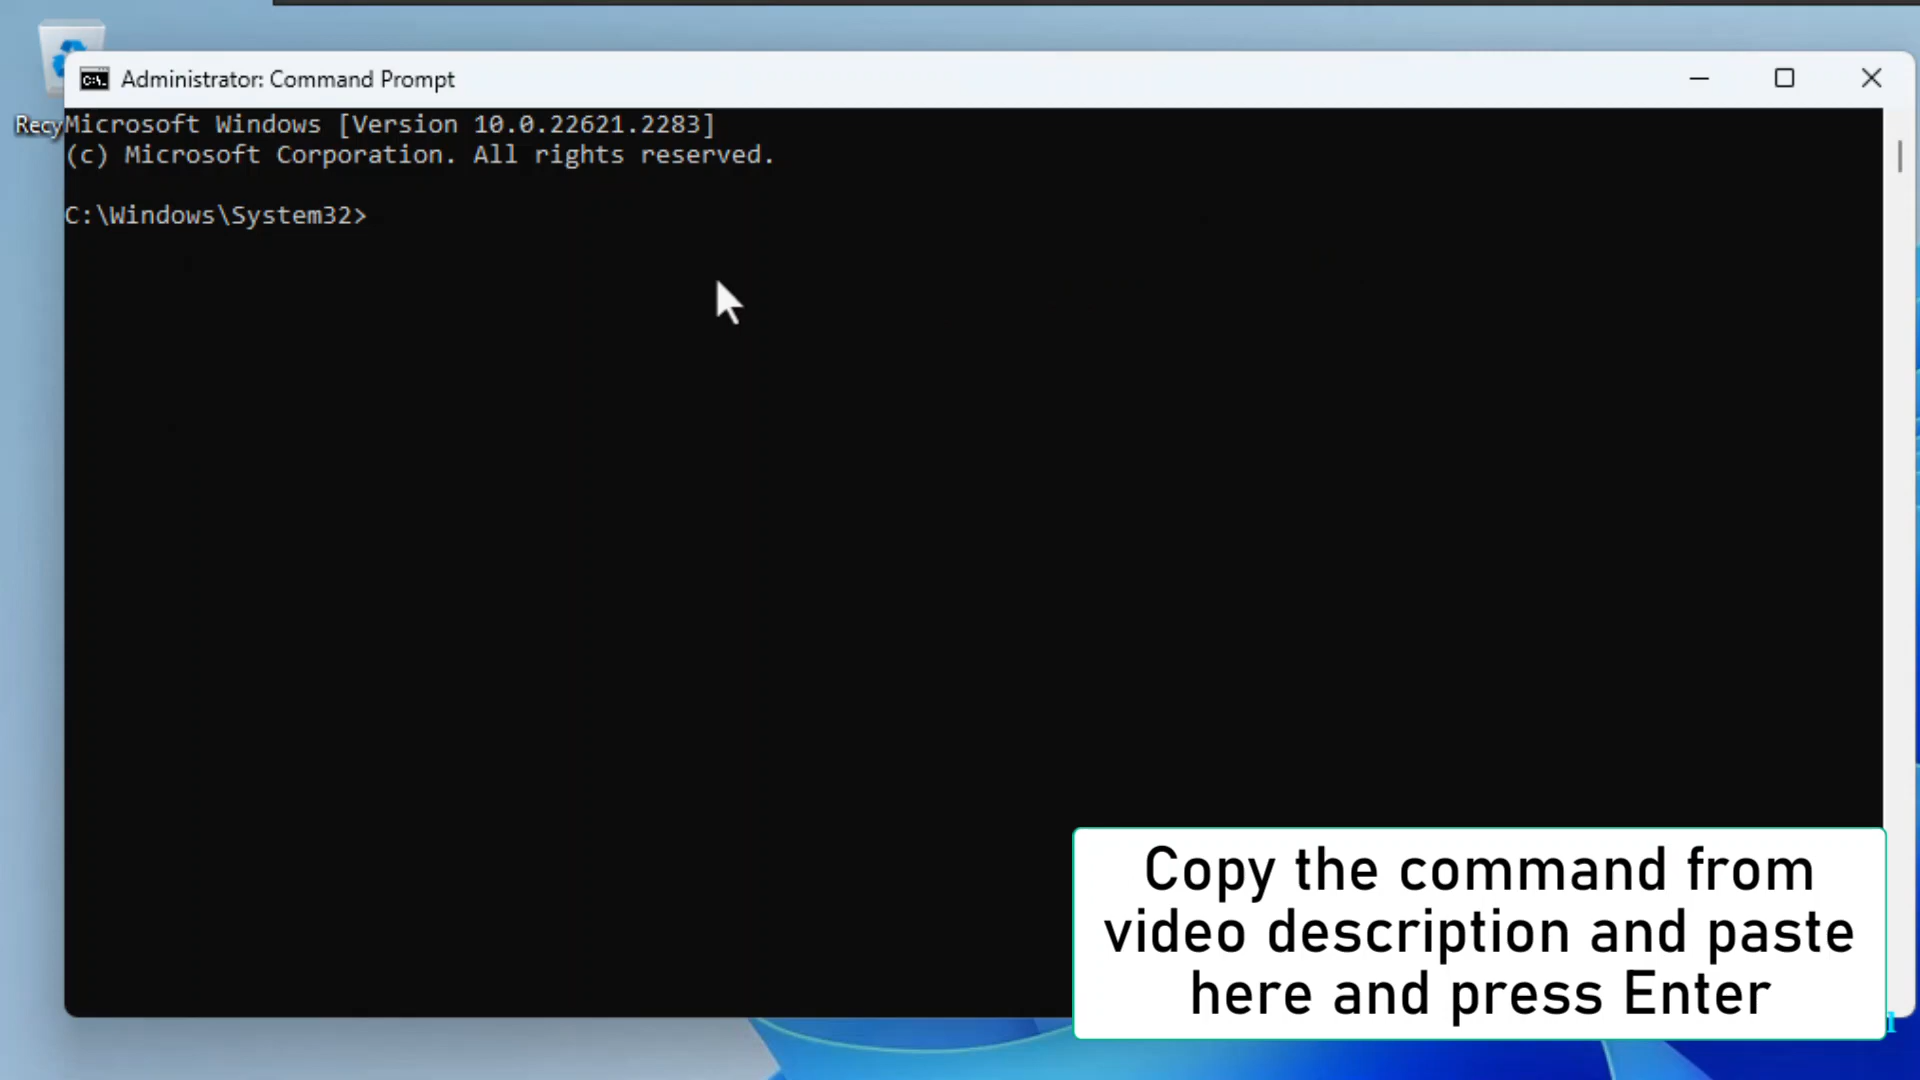 Administrator: Command Prompt
Recy
Microsoft Windows [Version 10.0.22621.2283]
(c) Microsoft Corporation. All rights reserved.
C:\Windows\System32>
Copy the command from
video description and paste
here and press Enter